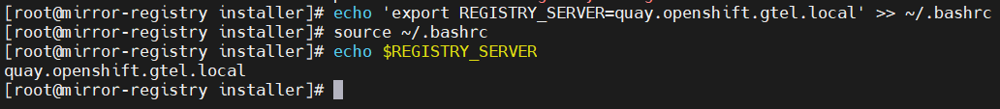 [root@mirror-registry installer]# echo 'export REGISTRY_SERVER=quay.openshift.gtel.local' >> ~/.bashrc
[root@mirror-registry installer]# source ~/.bashrc
[root@mirror-registry installer]# echo $REGISTRY_SERVER
quay.openshift.gtel.local
[root@mirror-registry installer]#